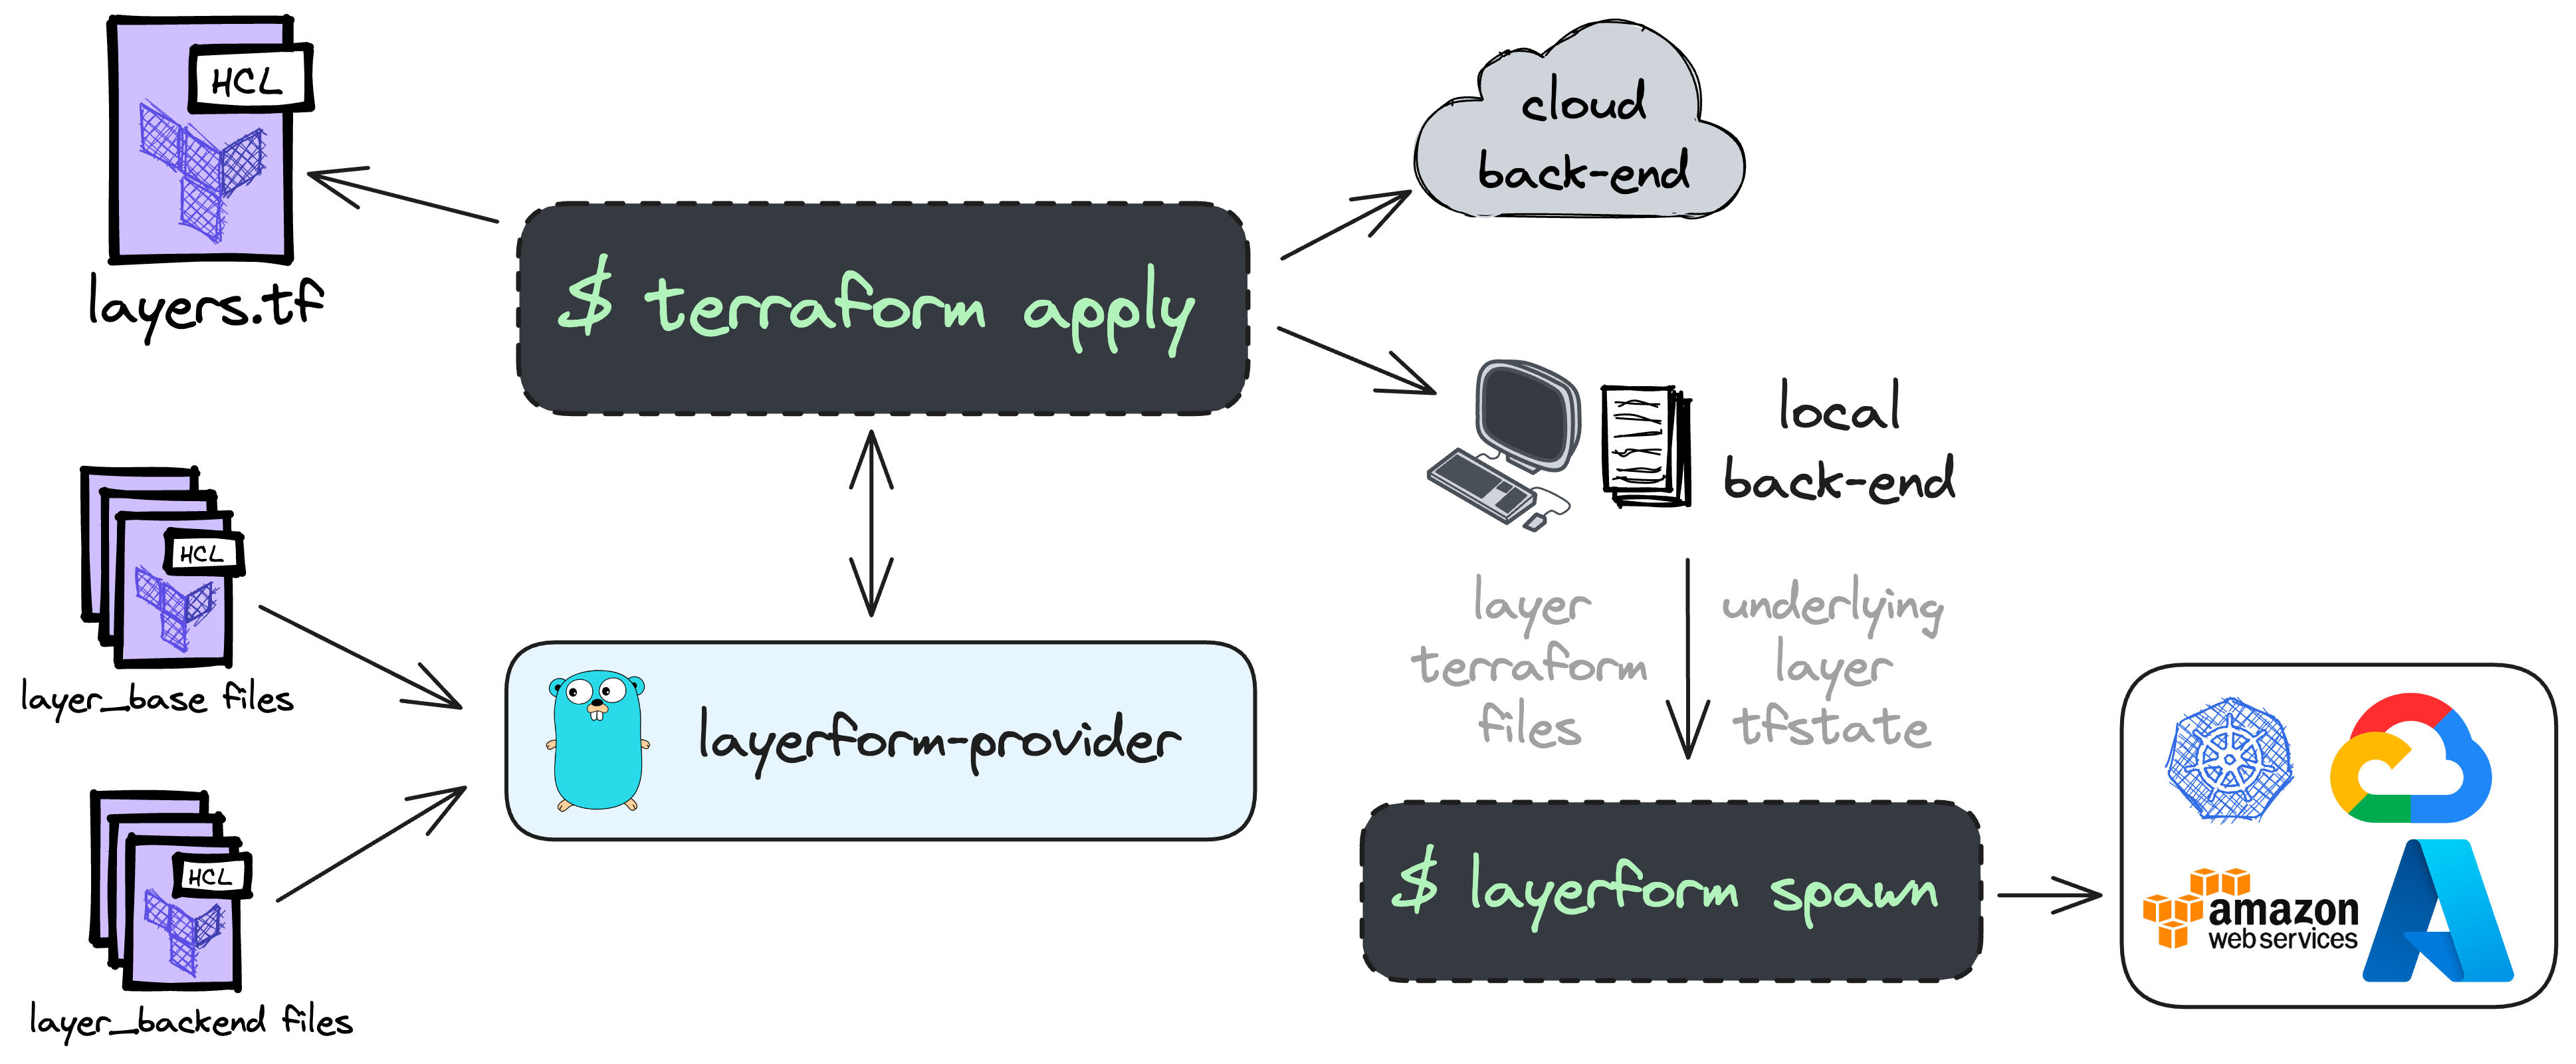 HCL
layers.tf
$ terraform apply
cloud
back-end
local
back-end
HCL
layer_base files
layerform-provider
layer
terraform
files
underlying
layer
tfstate
HCL
layer_backend files
$ layerform spawn
amazon
web services